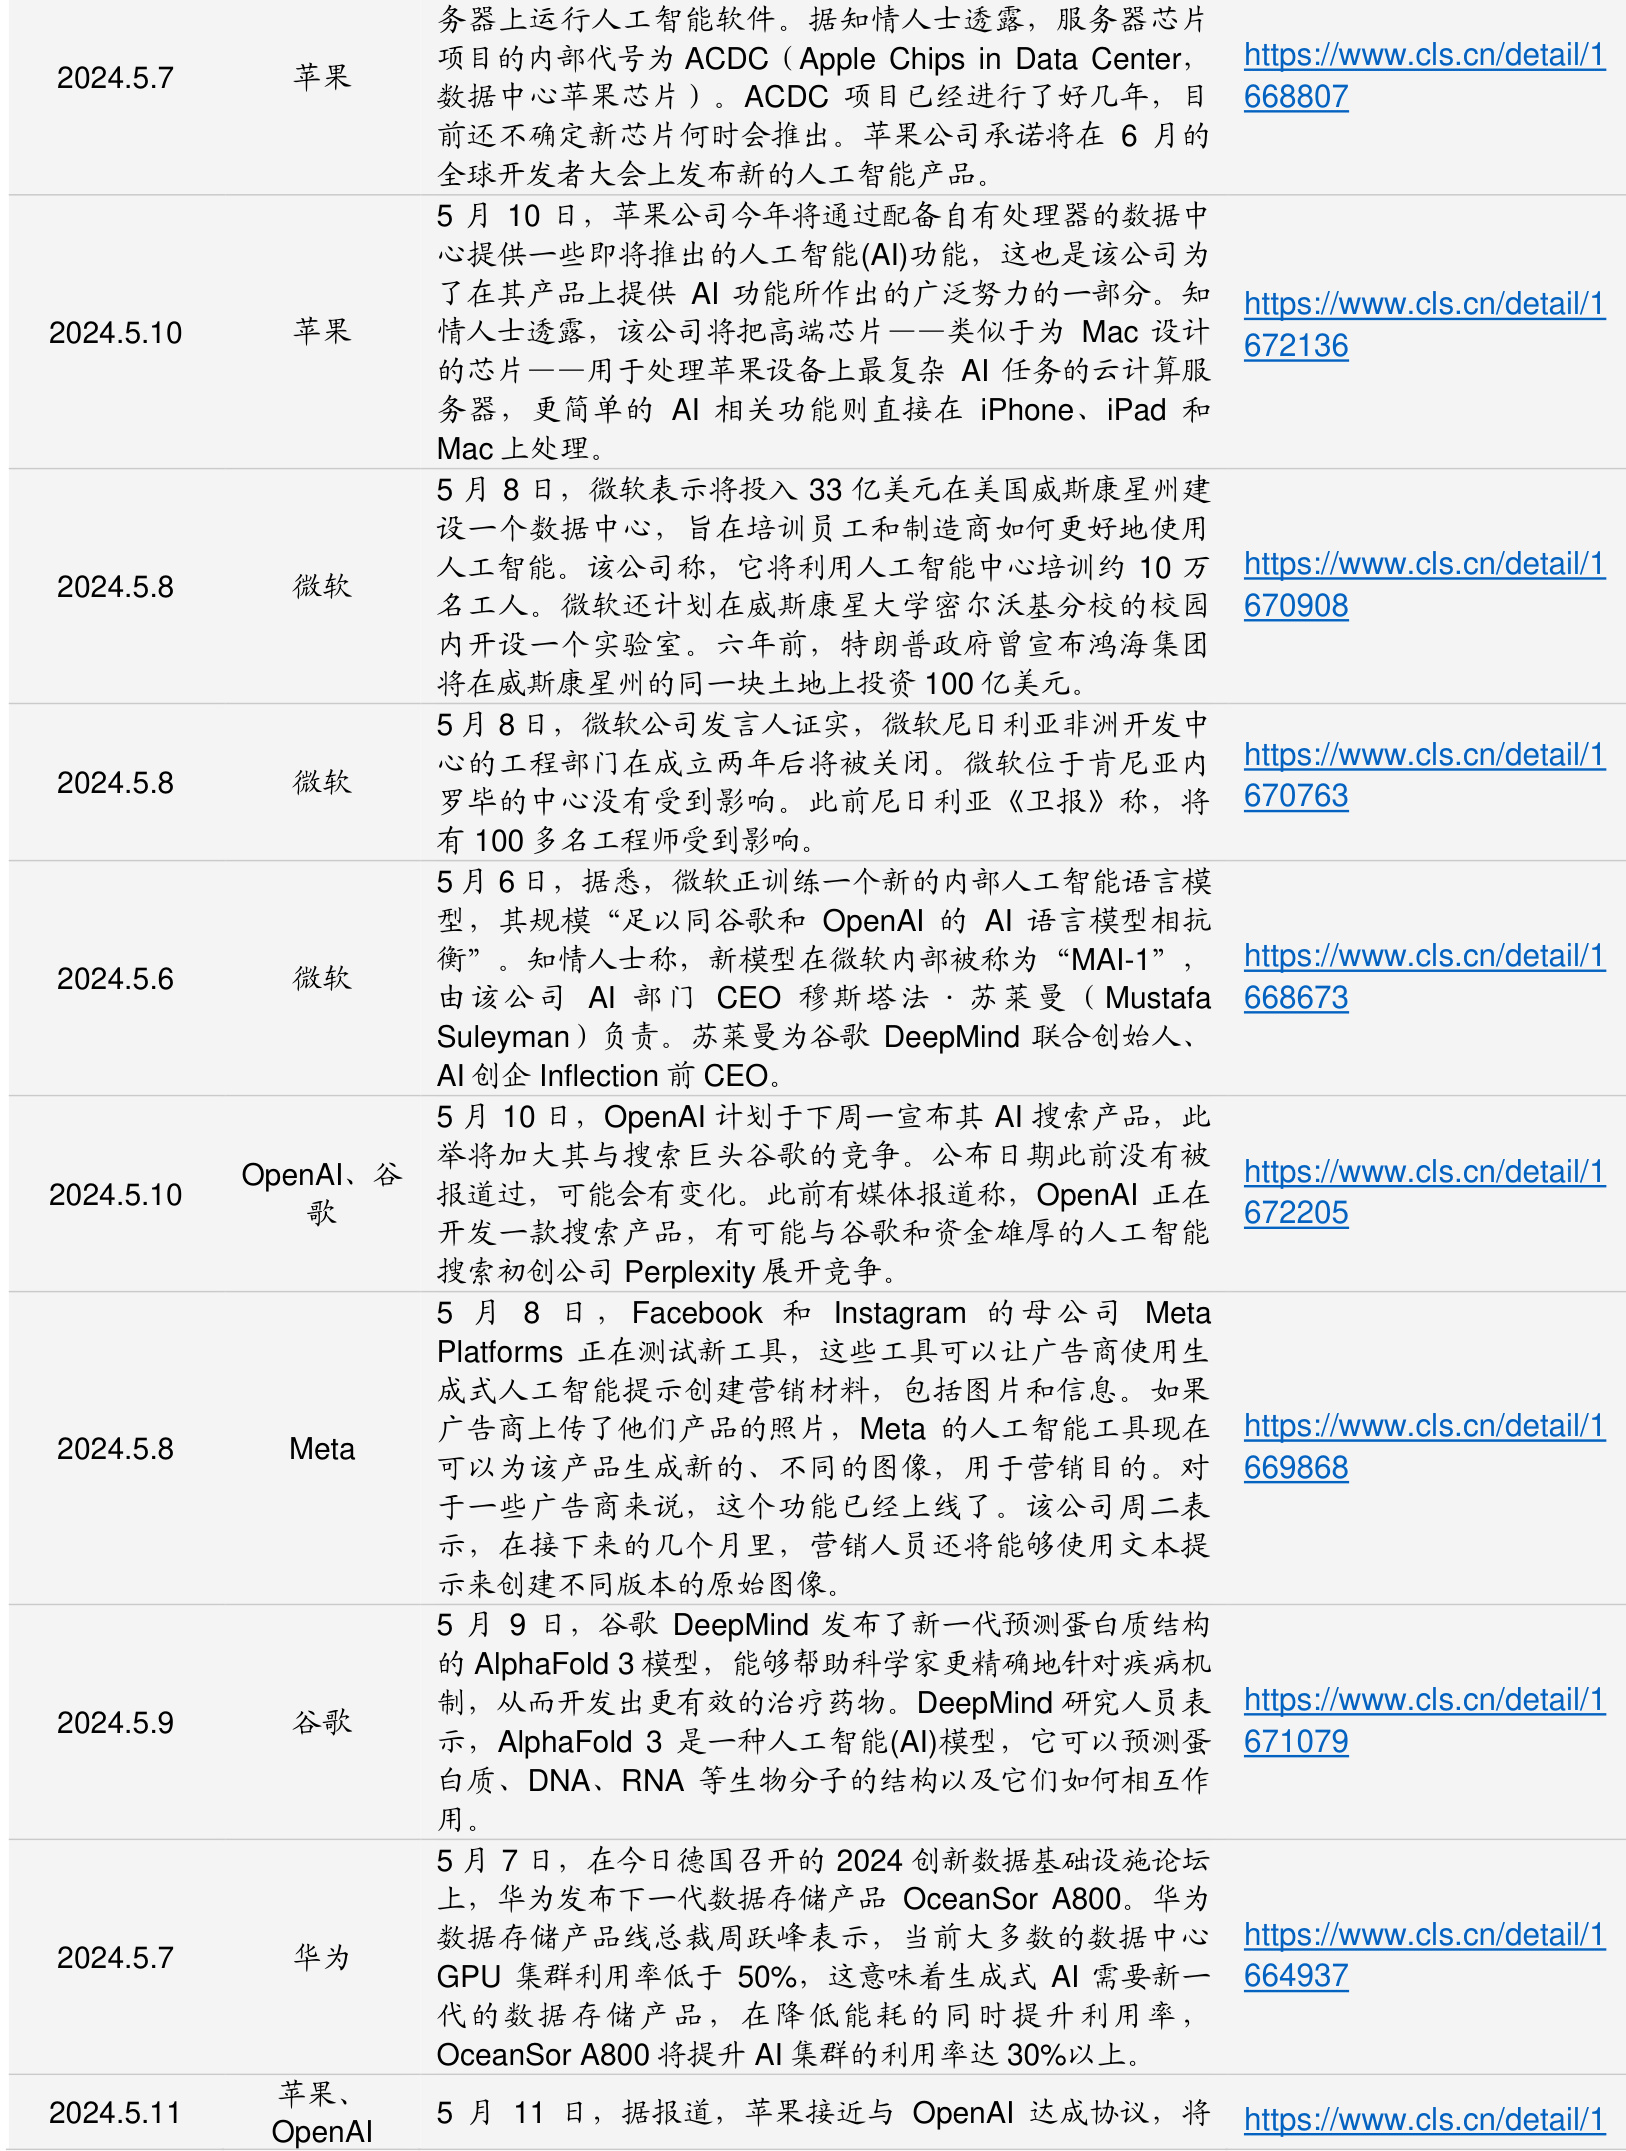 务器上运行人工智能软件。据知情人士透露，服务器芯片
项目的内部代号为 ACDC（Apple Chips in Data Center，
数据中心苹果芯片）。ACDC 项目已经进行了好几年，目
前还不确定新芯片何时会推出。苹果公司承诺将在 6 月的
全球开发者大会上发布新的人工智能产品。
2024.5.7
苹果
https://www.cls.cn/detail/1
668807
2024.5.10
苹果
5 月 10 日，苹果公司今年将通过配备自有处理器的数据中
心提供一些即将推出的人工智能(AI)功能，这也是该公司为
了在其产品上提供 AI 功能所作出的广泛努力的一部分。知
情人士透露，该公司将把高端芯片——类似于为 Mac 设计
的芯片——用于处理苹果设备上最复杂 AI 任务的云计算服
务器，更简单的 AI 相关功能则直接在 iPhone、iPad 和
Mac 上处理。
https://www.cls.cn/detail/1
672136
2024.5.8
微软
5 月 8 日，微软表示将投入 33 亿美元在美国威斯康星州建
设一个数据中心，旨在培训员工和制造商如何更好地使用
人工智能。该公司称，它将利用人工智能中心培训约 10 万
名工人。微软还计划在威斯康星大学密尔沃基分校的校园
内开设一个实验室。六年前，特朗普政府曾宣布鸿海集团
将在威斯康星州的同一块土地上投资 100 亿美元。
https://www.cls.cn/detail/1
670908
2024.5.8
微软
5 月 8 日，微软公司发言人证实，微软尼日利亚非洲开发中
心的工程部门在成立两年后将被关闭。微软位于肯尼亚内
罗毕的中心没有受到影响。此前尼日利亚《卫报》称，将
有 100 多名工程师受到影响。
https://www.cls.cn/detail/1
670763
2024.5.6
微软
5 月 6 日，据悉，微软正训练一个新的内部人工智能语言模
型，其规模“足以同谷歌和 OpenAI 的 AI 语言模型相抗
衡”。知情人士称，新模型在微软内部被称为“MAI-1”，
由该公司 AI 部门 CEO 穆斯塔法·苏莱曼（Mustafa
Suleyman）负责。苏莱曼为谷歌 DeepMind 联合创始人、
AI 创企 Inflection 前 CEO。
https://www.cls.cn/detail/1
668673
2024.5.10
OpenAI、谷
歌
5 月 10 日，OpenAI 计划于下周一宣布其 AI 搜索产品，此
举将加大其与搜索巨头谷歌的竞争。公布日期此前没有被
报道过，可能会有变化。此前有媒体报道称，OpenAI 正在
开发一款搜索产品，有可能与谷歌和资金雄厚的人工智能
搜索初创公司 Perplexity 展开竞争。
https://www.cls.cn/detail/1
672205
2024.5.8
Meta
5 月 8 日，Facebook 和 Instagram 的母公司 Meta
Platforms 正在测试新工具，这些工具可以让广告商使用生
成式人工智能提示创建营销材料，包括图片和信息。如果
广告商上传了他们产品的照片，Meta 的人工智能工具现在
可以为该产品生成新的、不同的图像，用于营销目的。对
于一些广告商来说，这个功能已经上线了。该公司周二表
示，在接下来的几个月里，营销人员还将能够使用文本提
示来创建不同版本的原始图像。
https://www.cls.cn/detail/1
669868
2024.5.9
谷歌
5 月 9 日，谷歌 DeepMind 发布了新一代预测蛋白质结构
的 AlphaFold 3 模型，能够帮助科学家更精确地针对疾病机
制，从而开发出更有效的治疗药物。DeepMind 研究人员表
示，AlphaFold 3 是一种人工智能(AI)模型，它可以预测蛋
白质、DNA、RNA 等生物分子的结构以及它们如何相互作
用。
https://www.cls.cn/detail/1
671079
2024.5.7
华为
5 月 7 日，在今日德国召开的 2024 创新数据基础设施论坛
上，华为发布下一代数据存储产品 OceanSor A800。华为
数据存储产品线总裁周跃峰表示，当前大多数的数据中心
GPU 集群利用率低于 50%，这意味着生成式 AI 需要新一
代的数据存储产品，在降低能耗的同时提升利用率，
OceanSor A800 将提升 AI 集群的利用率达 30%以上。
https://www.cls.cn/detail/1
664937
2024.5.11
苹果、
OpenAI
5 月 11 日，据报道，苹果接近与 OpenAI 达成协议，将
https://www.cls.cn/detail/1